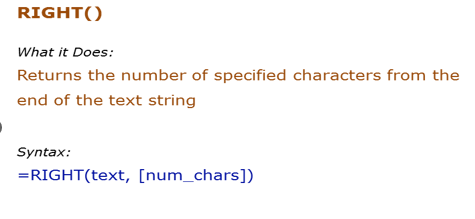 RIGHT()
What it Does:
Returns the number of specified characters from the
end of the text string
Syntax:
=RIGHT(text, [num_chars])